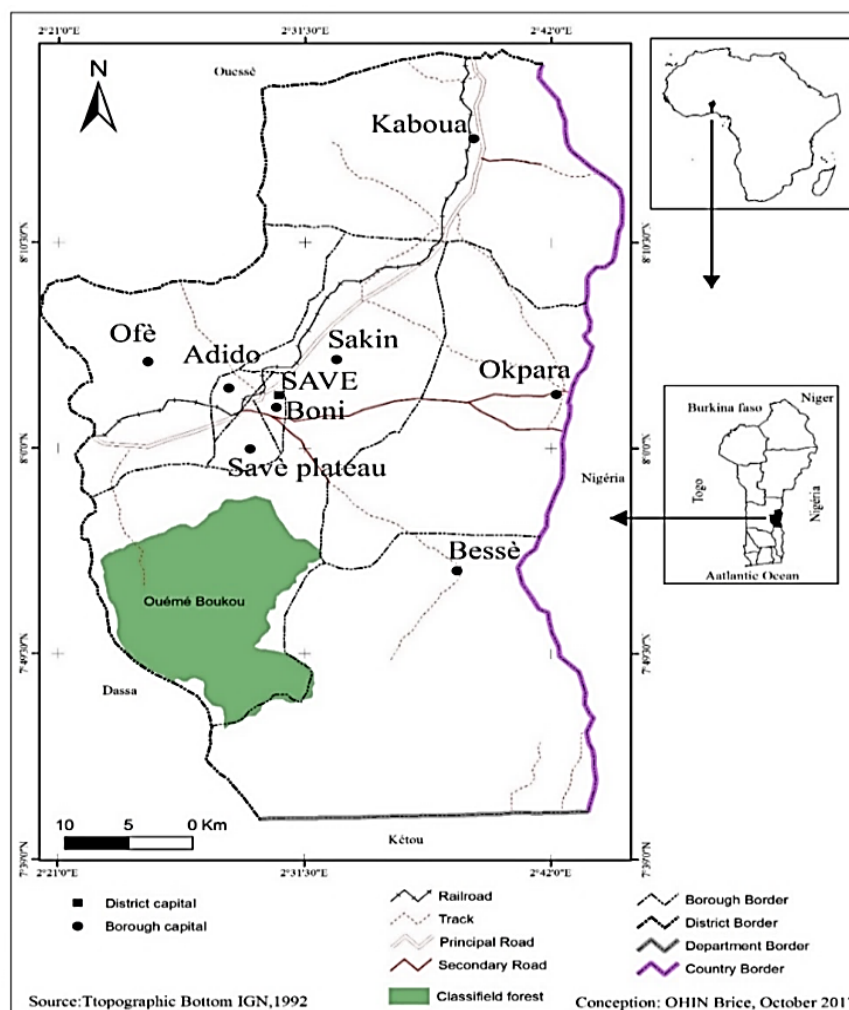 2°21'0"E 2°31'30"E 2°42'0"E
N
Ouessé
Kaboua
8°10'30"N 8°10'30"N
Ofè
Adido
Sakin
SAVE
Okpara
Boni
8°0'0"N 8°0'0"N
Savè plateau
Nigéria
Bessè
Ouémé Boukou
7°49'30"N 7°49'30"N
Dassa
10 5 0 Km
Kétou
7°39'0"N 7°39'0"N
2°21'0"E 2°31'30"E 2°42'0"E
Burkina faso
Niger
Togo
Nigéria
Aatlantic Ocean
District capital
Borough capital
Railroad
Track
Principal Road
Secondary Road
Classifield forest
Borough Border
District Border
Department Border
Country Border
Source:Ttopographic Bottom IGN,1992
Conception: OHIN Brice, October 2017